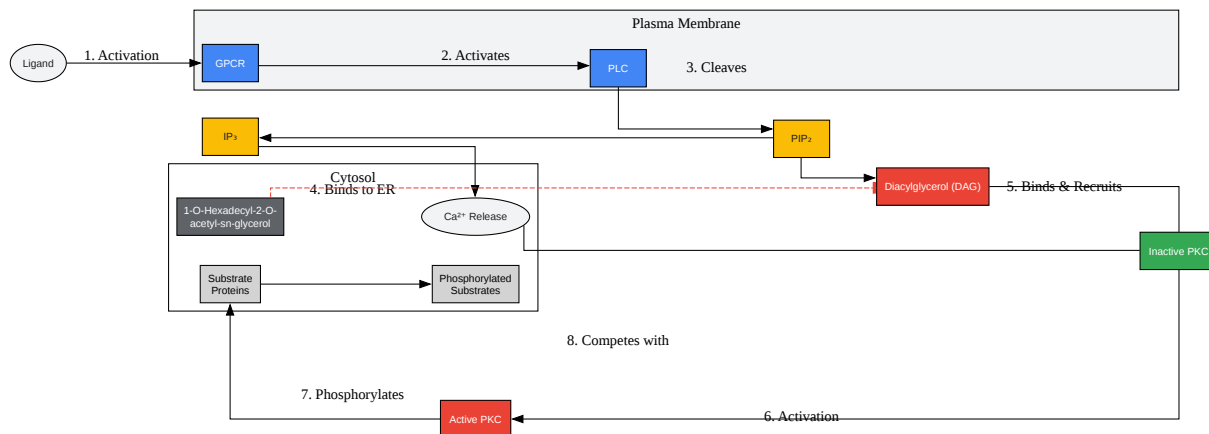 Plasma Membrane
Ligand
1. Activation
GPCR
2. Activates
PLC
3. Cleaves
IP₃
PIP₂
Cytosol
4. Binds to ER
Diacylglycerol (DAG)
5. Binds & Recruits
1-O-Hexadecyl-2-O-
acetyl-sn-glycerol
Ca²⁺ Release
Inactive PKC
Substrate
Proteins
Phosphorylated
Substrates
8. Competes with
7. Phosphorylates
Active PKC
6. Activation